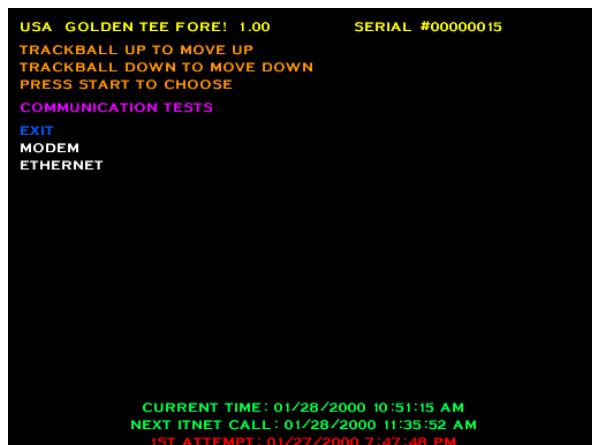 USA GOLDEN TEE FORE! 1.00 SERIAL #00000015
TRACKBALL UP TO MOVE UP
TRACKBALL DOWN TO MOVE DOWN
PRESS START TO CHOOSE
COMMUNICATION TESTS
EXIT
MODEM
ETHERNET
CURRENT TIME: 01/28/2000 10:51:15 AM
NEXT ITNET CALL: 01/28/2000 11:35:52 AM
1ST ATTEMPT: 01/27/2000 7:47:48 PM